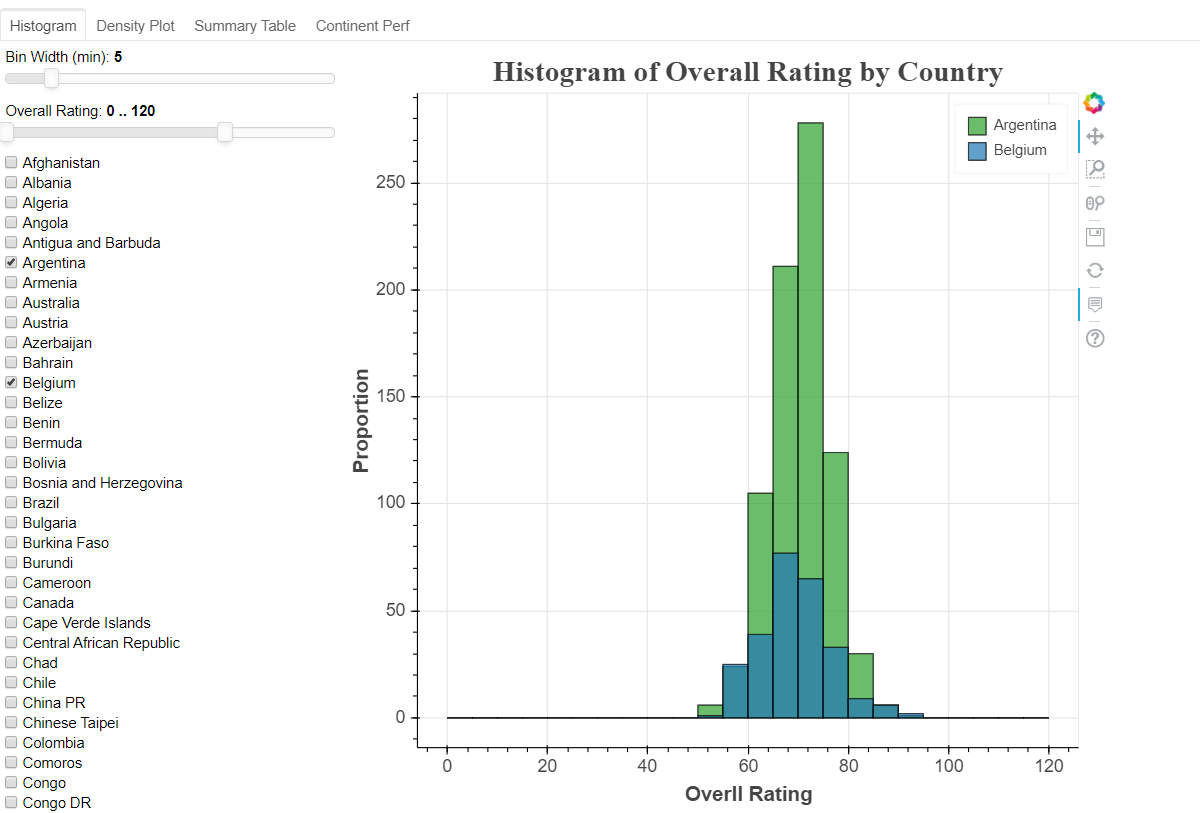 Histogram Density Plot Summary Table Continent Perf
Bin Width (min): 5
Overall Rating: 0 .. 120
Afghanistan
Albania
Algeria
Angola
Antigua and Barbuda
Argentina
Armenia
Australia
Austria
Azerbaijan
Bahrain
Belgium
Belize
Benin
Bermuda
Bolivia
Bosnia and Herzegovina
Brazil
Bulgaria
Burkina Faso
Burundi
Cameroon
Canada
Cape Verde Islands
Central African Republic
Chad
Chile
China PR
Chinese Taipei
Colombia
Comoros
Congo
Congo DR
Histogram of Overall Rating by Country
Argentina
Belgium
Proportion
250
200
150
100
50
0
0 20 40 60 80 100 120
Overll Rating
?